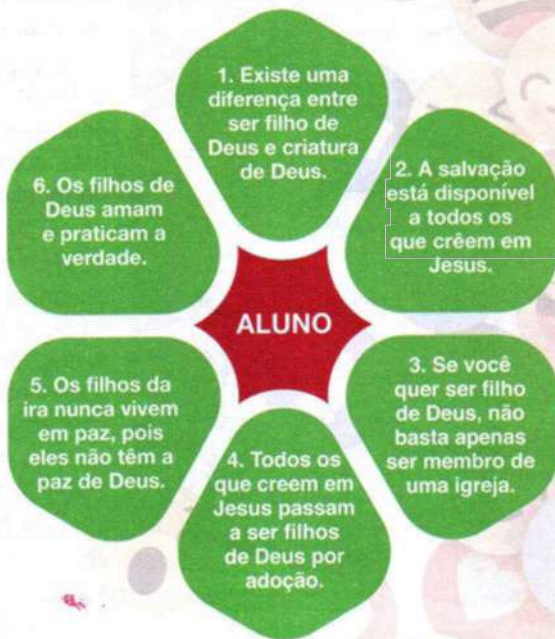 1. Existe uma
diferença entre
ser filho de
Deus e criatura
de Deus.
2. A salvação
está disponível
a todos os
que crêem em
Jesus.
6. Os filhos de
Deus amam
e praticam a
verdade.
ALUNO
3. Se você
quer ser filho
de Deus, não
basta apenas
ser membro de
uma igreja.
5. Os filhos da
ira nunca vivem
em paz, pois
eles não têm a
paz de Deus.
4. Todos os
que creem em
Jesus passam
a ser filhos
de Deus por
adoção.